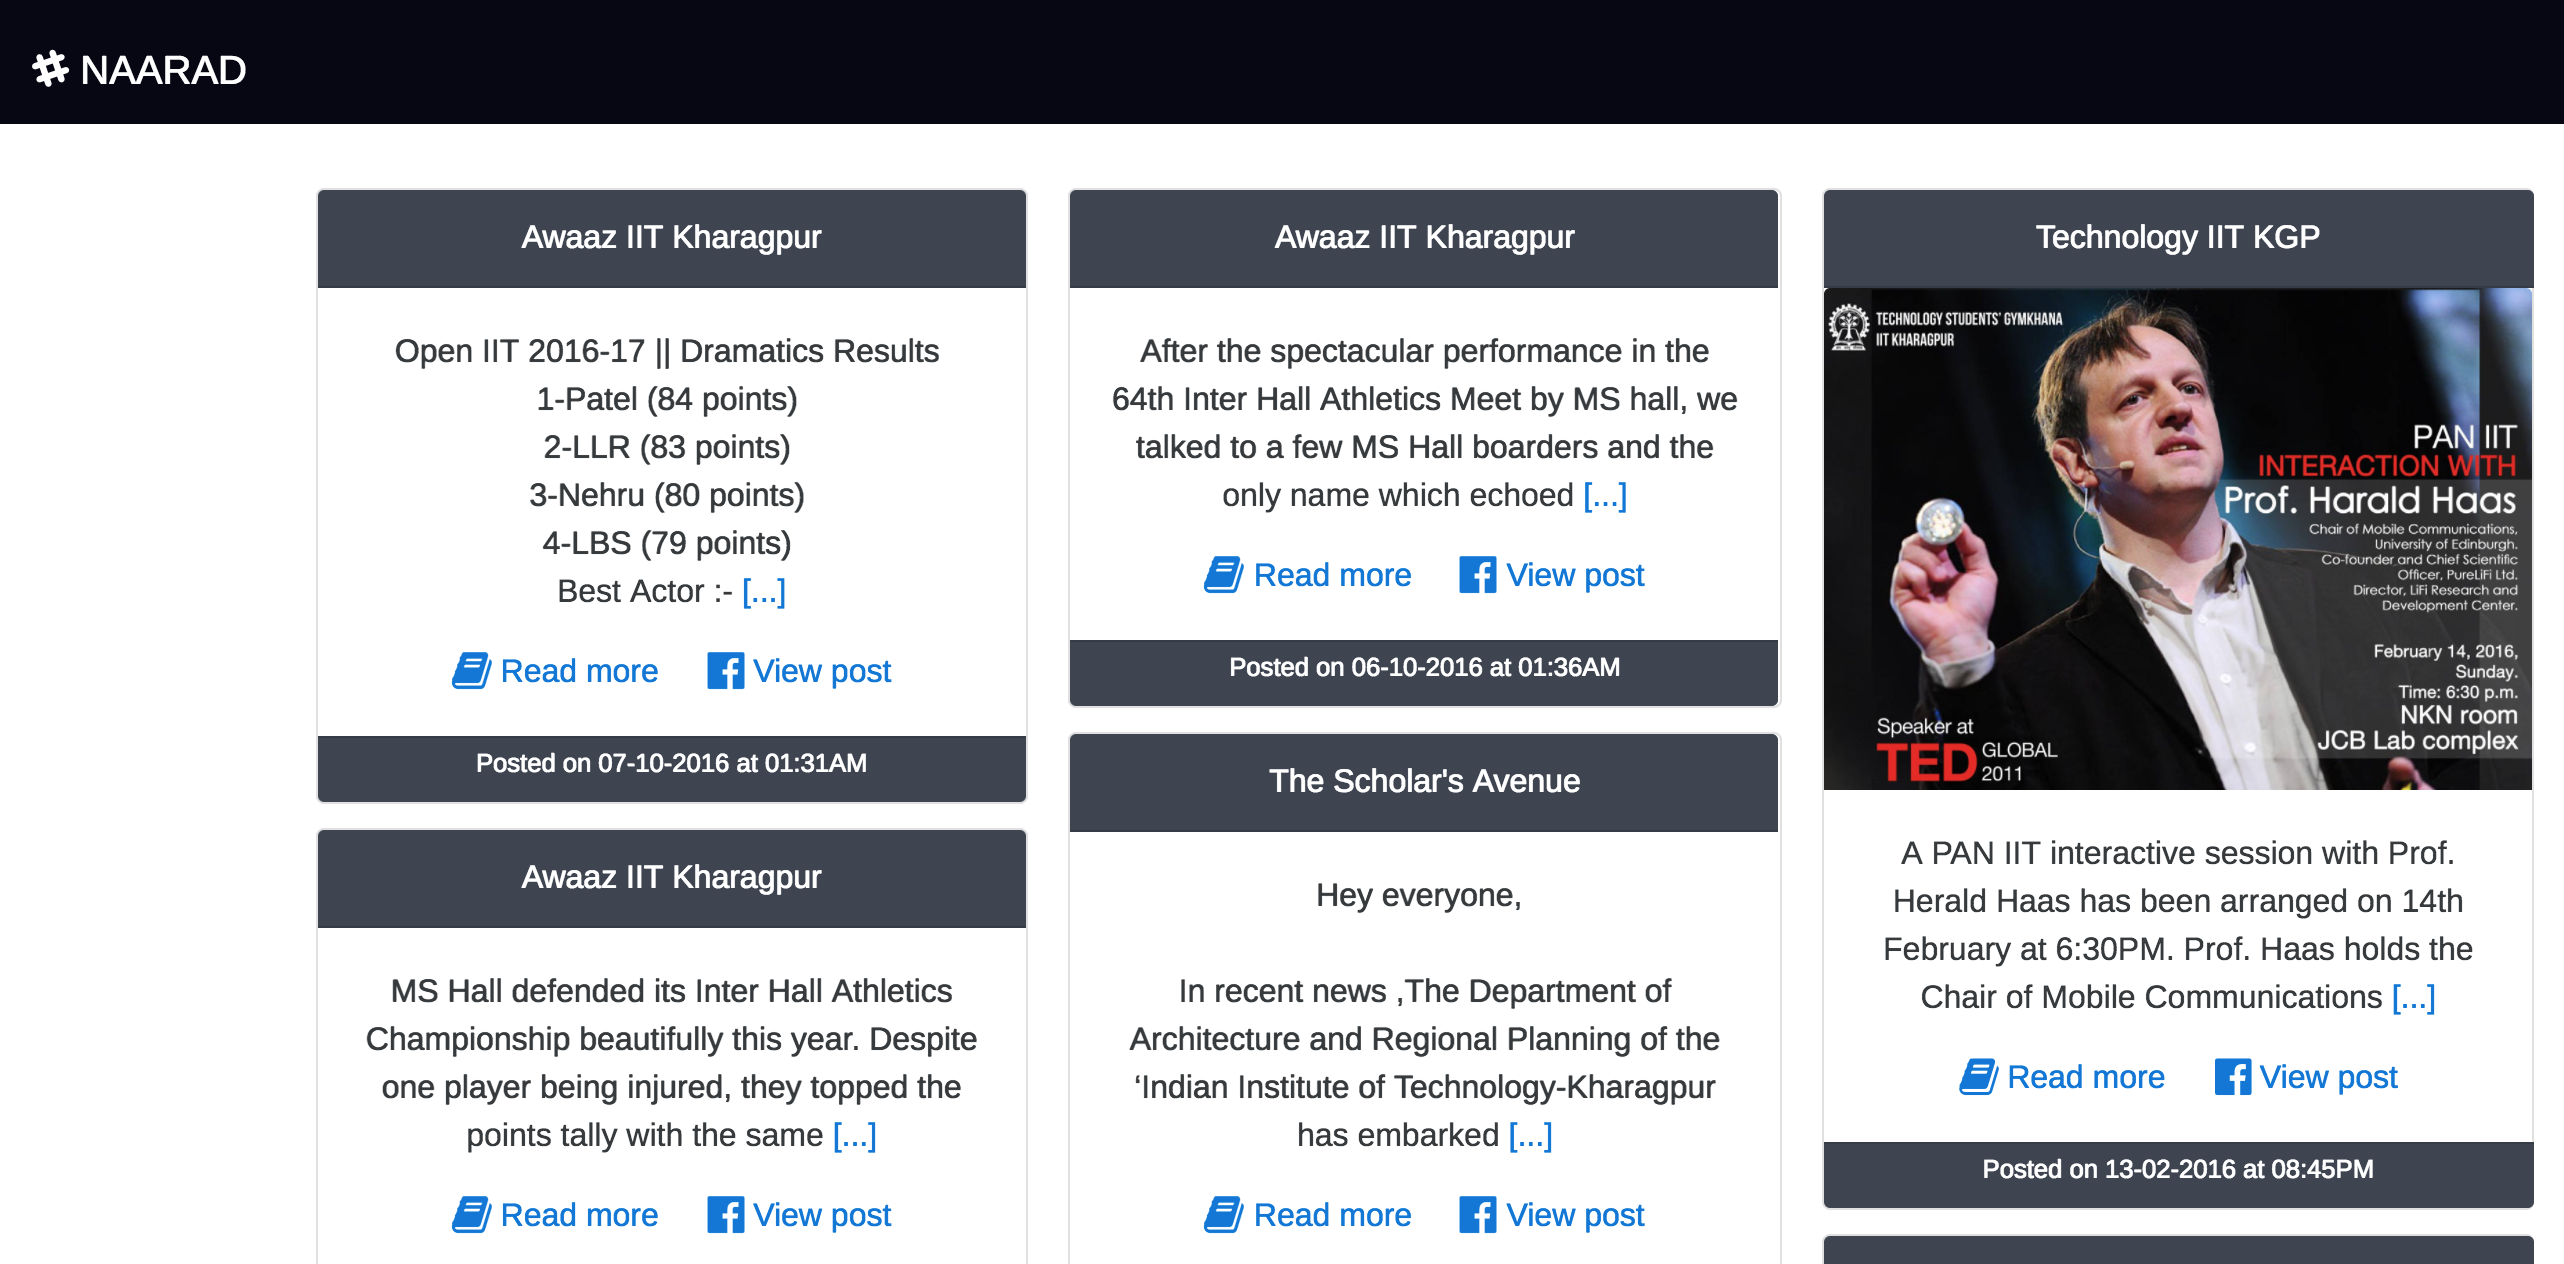 NAARAD
Awaaz IIT Kharagpur
Open IIT 2016-17 || Dramatics Results
1-Patel (84 points)
2-LLR (83 points)
3-Nehru (80 points)
4-LBS (79 points)
Best Actor :- [...]
Read more View post
Posted on 07-10-2016 at 01:31AM
Awaaz IIT Kharagpur
MS Hall defended its Inter Hall Athletics
Championship beautifully this year. Despite
one player being injured, they topped the
points tally with the same [...]
Read more View post
Awaaz IIT Kharagpur
After the spectacular performance in the
64th Inter Hall Athletics Meet by MS hall, we
talked to a few MS Hall boarders and the
only name which echoed [...]
Read more View post
Posted on 06-10-2016 at 01:36AM
The Scholar's Avenue
Hey everyone,
In recent news ,The Department of
Architecture and Regional Planning of the
‘Indian Institute of Technology-Kharagpur
has embarked [...]
Read more View post
Technology IIT KGP
TECHNOLOGY STUDENTS' GYMKHANA
IIT KHARAGPUR
PAN IIT
INTERACTION WITH
Prof. Harald Haas
Chair of Mobile Communications,
University of Edinburgh.
Co-founder and Chief Scientific
Officer, PureLiFi Ltd.
Director, LiFi Research and
Development Center.
February 14, 2016,
Sunday.
Time: 6:30 p.m.
NKN room
JCB Lab complex
Speaker at
TED GLOBAL
2011
A PAN IIT interactive session with Prof.
Herald Haas has been arranged on 14th
February at 6:30PM. Prof. Haas holds the
Chair of Mobile Communications [...]
Read more View post
Posted on 13-02-2016 at 08:45PM